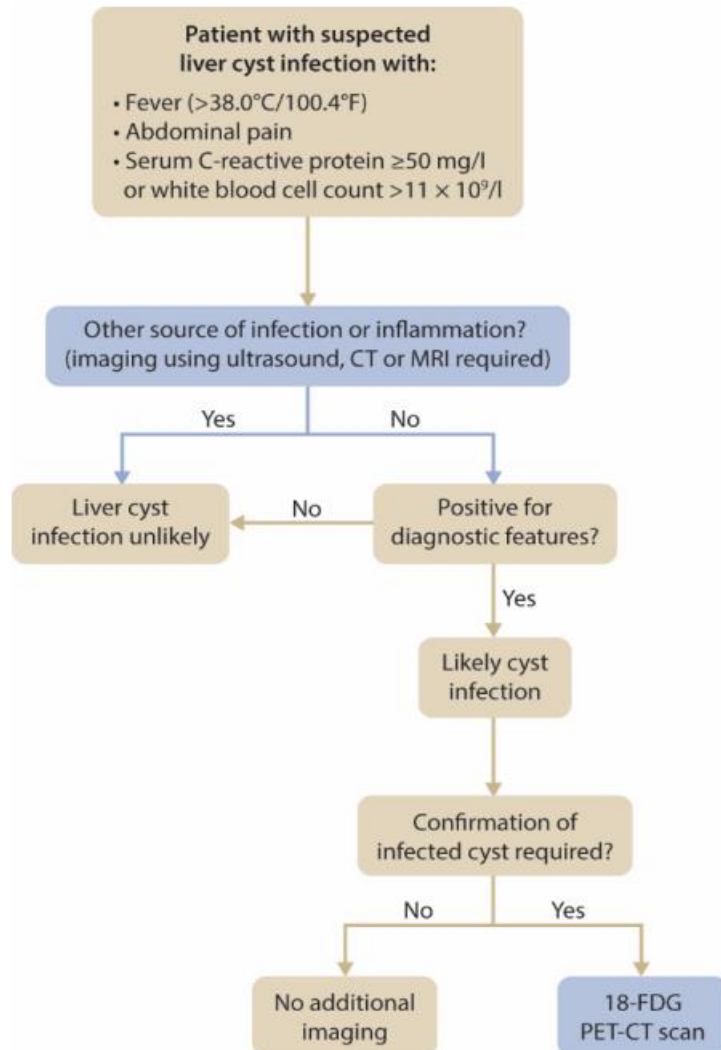 Patient with suspected
liver cyst infection with:
• Fever (>38.0°C/100.4°F)
• Abdominal pain
• Serum C-reactive protein ≥50 mg/l
or white blood cell count >11 × 10⁹/l
Other source of infection or inflammation?
(imaging using ultrasound, CT or MRI required)
Yes
No
Liver cyst
infection unlikely
No
Positive for
diagnostic features?
Yes
Likely cyst
infection
Confirmation of
infected cyst required?
No
Yes
No additional
imaging
18-FDG
PET-CT scan